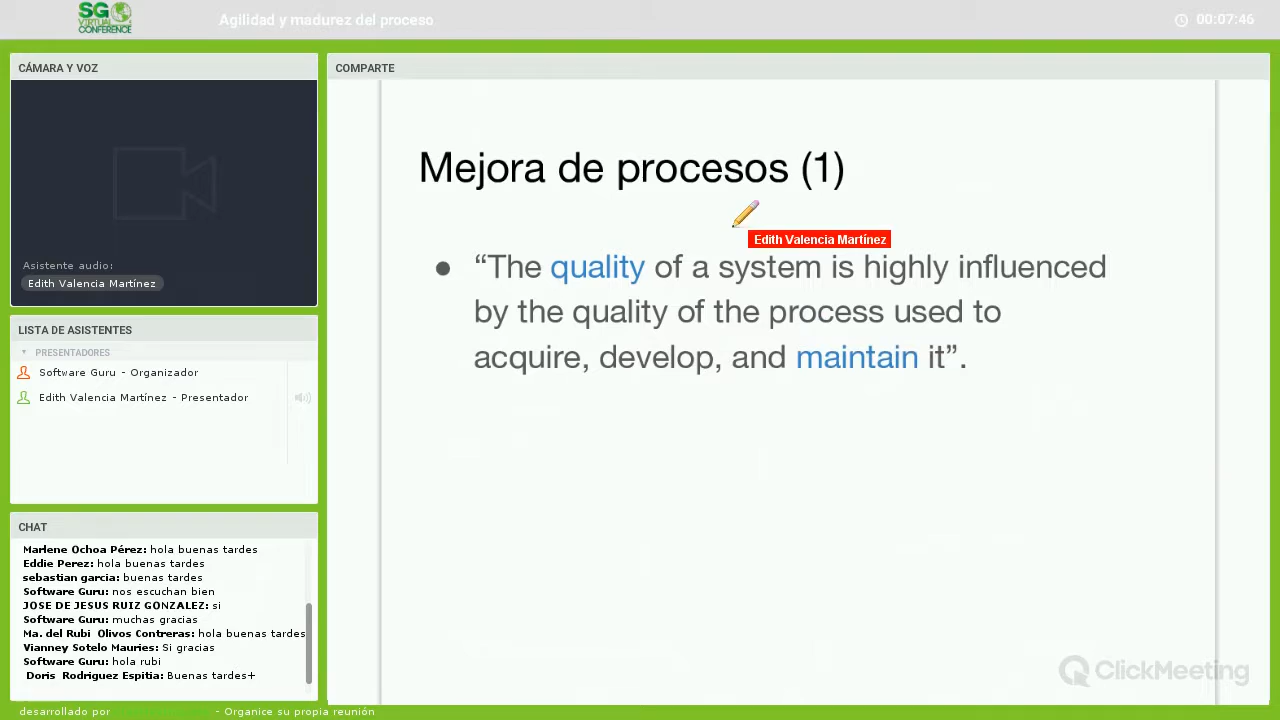 SG
VIRTUAL
CONFERENCE
Agilidad y madurez del proceso
00:07:46
CÁMARA Y VOZ
Asistente audio:
Edith Valencia Martínez
LISTA DE ASISTENTES
PRESENTADORES
Software Guru - Organizador
Edith Valencia Martínez - Presentador
CHAT
Marlene Ochoa Pérez: hola buenas tardes
Eddie Perez: hola buenas tardes
sebastian garcia: buenas tardes
Software Guru: nos escuchan bien
JOSE DE JESUS RUIZ GONZALEZ: si
Software Guru: muchas gracias
Ma. del Rubi Olivos Contreras: hola buenas tardes
Vianney Sotelo Mauries: Si gracias
Software Guru: hola rubi
Doris Rodriguez Espitia: Buenas tardes+
desarrollado por
- Organice su propia reunión
COMPARTE
Mejora de procesos (1)
Edith Valencia Martínez
● “The quality of a system is highly influenced
by the quality of the process used to
acquire, develop, and maintain it”.
ClickMeeting